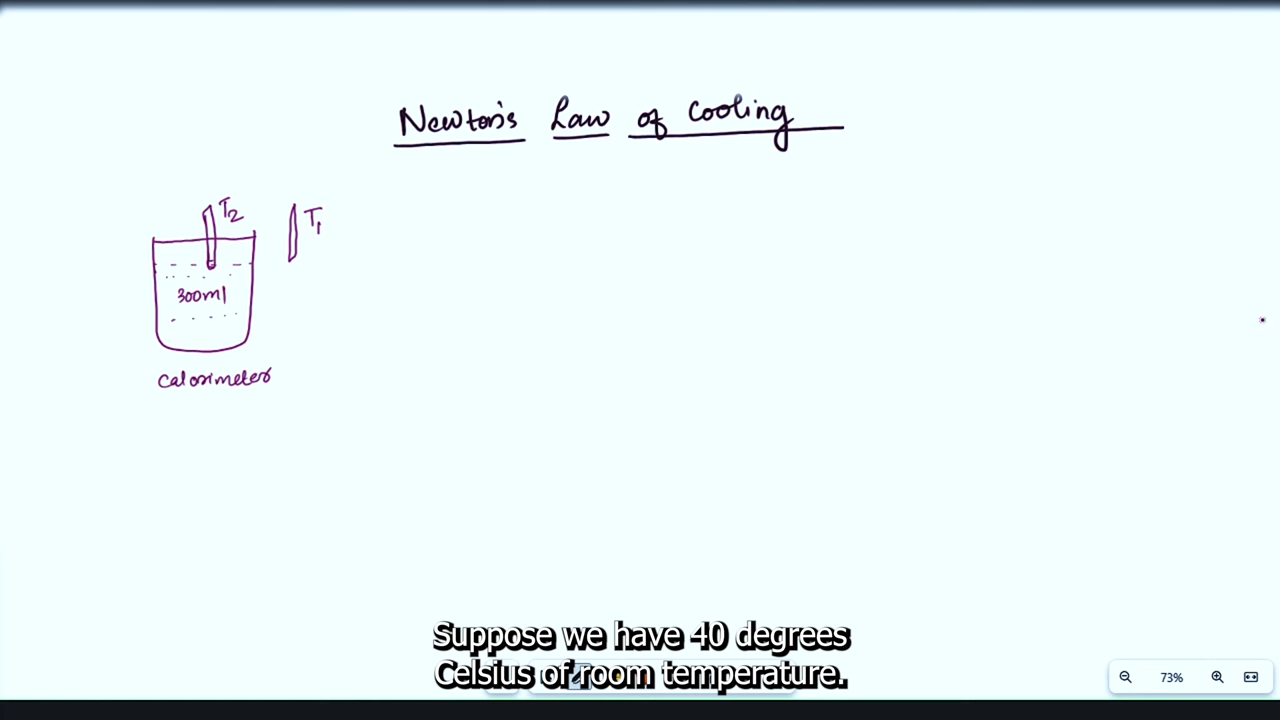 Newton's Law of Cooling
T2 T1
300ml
Calorimeter
Suppose we have 40 degrees
Celsius of room temperature.
73%